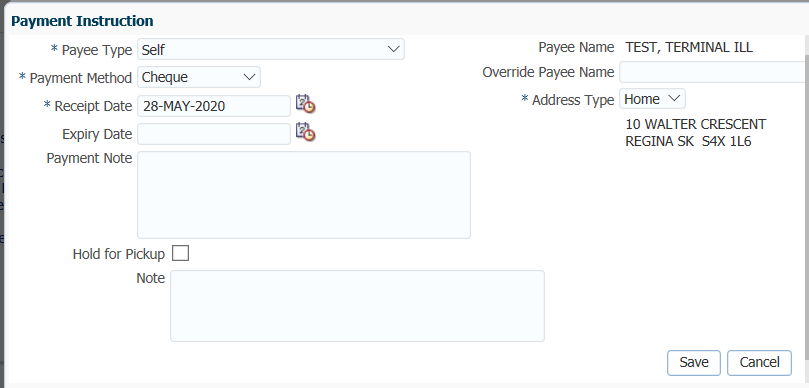 Payment Instruction
* Payee Type Self
Payee Name TEST, TERMINAL ILL
* Payment Method Cheque
Override Payee Name
* Receipt Date 28-MAY-2020
* Address Type Home
Expiry Date
10 WALTER CRESCENT
REGINA SK S4X 1L6
Payment Note
Hold for Pickup
Note
Save Cancel